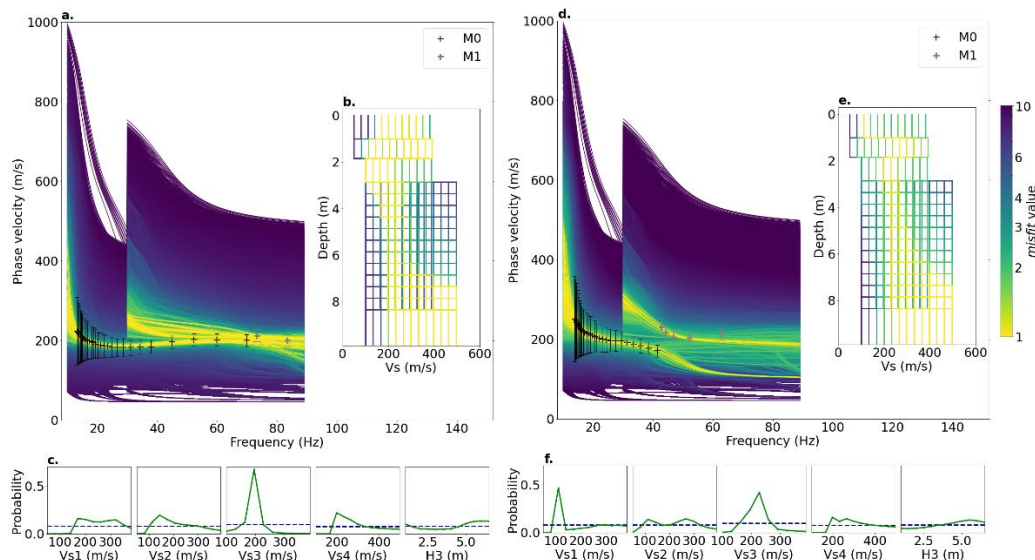 a.
1000
800
600
400
200
0
Phase velocity (m/s)
20
40
60
80
100
120
140
Frequency (Hz)
M0
M1
b.
0
2
4
6
8
Depth (m)
0
200
400
600
Vs (m/s)
c.
0.5
0.0
Probability
100 200 300
Vs1 (m/s)
100 200 300
Vs2 (m/s)
100 200 300
Vs3 (m/s)
200 400
Vs4 (m/s)
2.5 5.0
H3 (m)
d.
1000
800
600
400
200
0
Phase velocity (m/s)
20
40
60
80
100
120
140
Frequency (Hz)
M0
M1
e.
0
2
4
6
8
Depth (m)
0
200
400
600
Vs (m/s)
10
6
4
3
2
1
misfit value
f.
0.5
0.0
Probability
100 200 300
Vs1 (m/s)
100 200 300
Vs2 (m/s)
100 200 300
Vs3 (m/s)
200 400
Vs4 (m/s)
2.5 5.0
H3 (m)